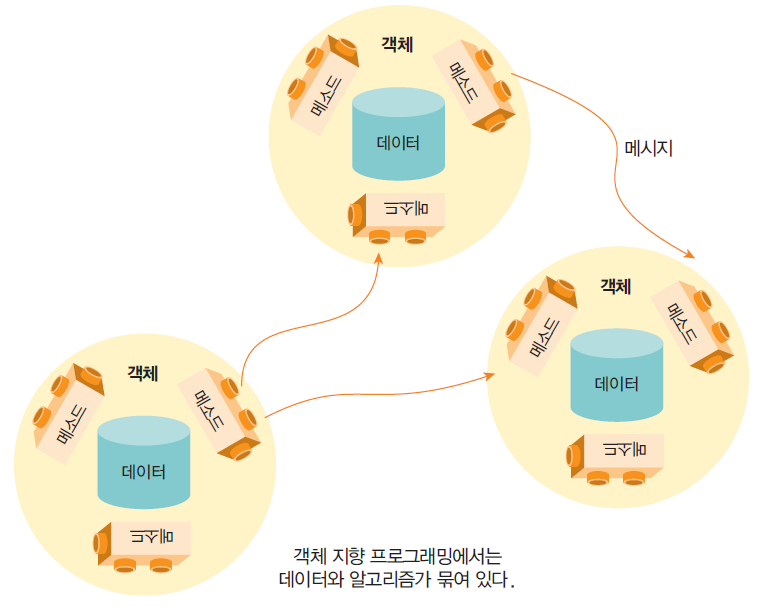 객체
메소드
메소드
데이터
메소드
메시지
객체
메소드
메소드
데이터
메소드
객체
메소드
메소드
데이터
메소드
객체 지향 프로그래밍에서는
데이터와 알고리즘가 묶여 있다.